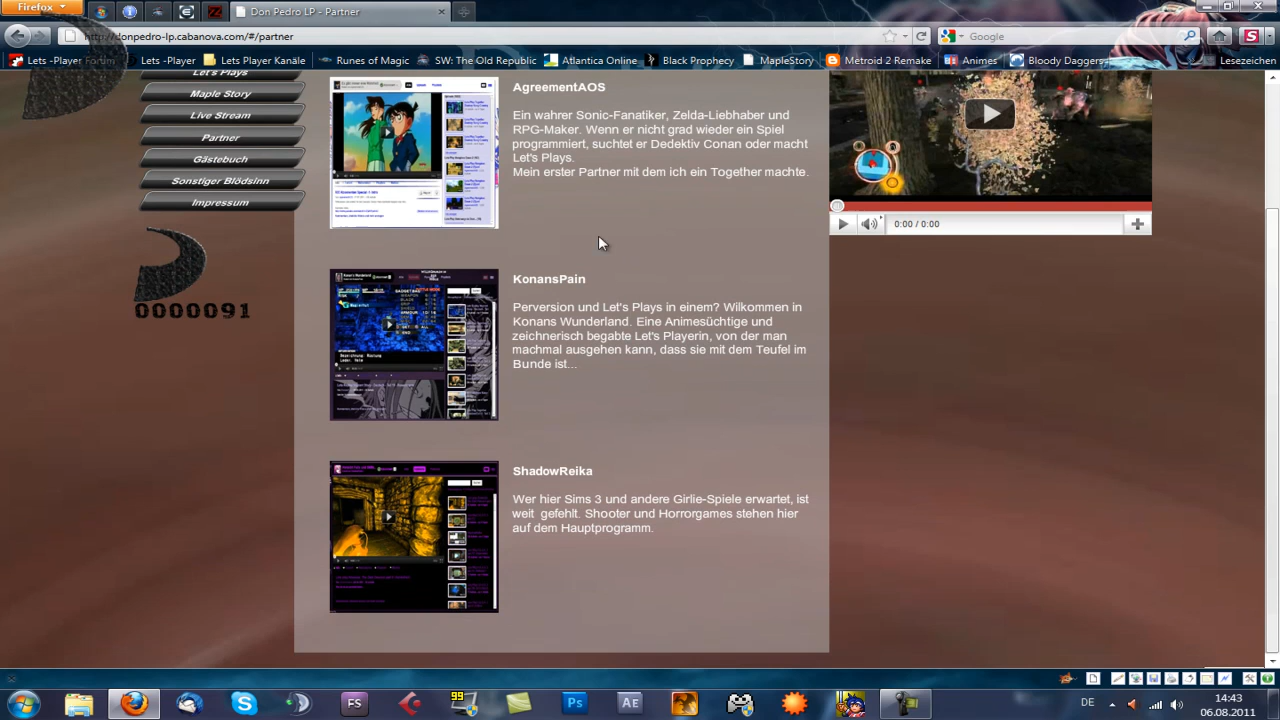 Firefox
Don Pedro LP - Partner
http://donpedro-lp.cabanova.com/#/partner
Google
Lets -Player Forum
Lets -Player
Lets Player Kanäle
Runes of Magic
SW: The Old Republic
Atlantica Online
Black Prophecy
MapleStory
Metroid 2 Remake
Animes
Bloody Daggern
Lesezeichen
Let's Plays
Maple Story
Live Stream
Partner
Gästebuch
Sonstiger Blödsinn
0000091
AgreementAOS
Ein wahrer Sonic-Fanatiker, Zelda-Liebhaber und
RPG-Maker. Wenn er nicht grad wieder ein Spiel
programmiert, suchtet er Dedektiv Conan oder macht
Let's Plays.
Mein erster Partner mit dem ich ein Together machte.
KonansPain
Perversion und Let's Plays in einem? Wilkommen in
Konans Wunderland. Eine Animesüchtige und
zeichnerisch begabte Let's Playerin, von der man
machmal ausgehen kann, dass sie mit dem Teufel im
Bunde ist...
ShadowReika
Wer hier Sims 3 und andere Girlie-Spiele erwartet, ist
weit gefehlt. Shooter und Horrorgames stehen hier
auf dem Hauptprogramm.
0:00 / 0:00
FS
99
Ps
AE
DE
14:43
06.08.2011